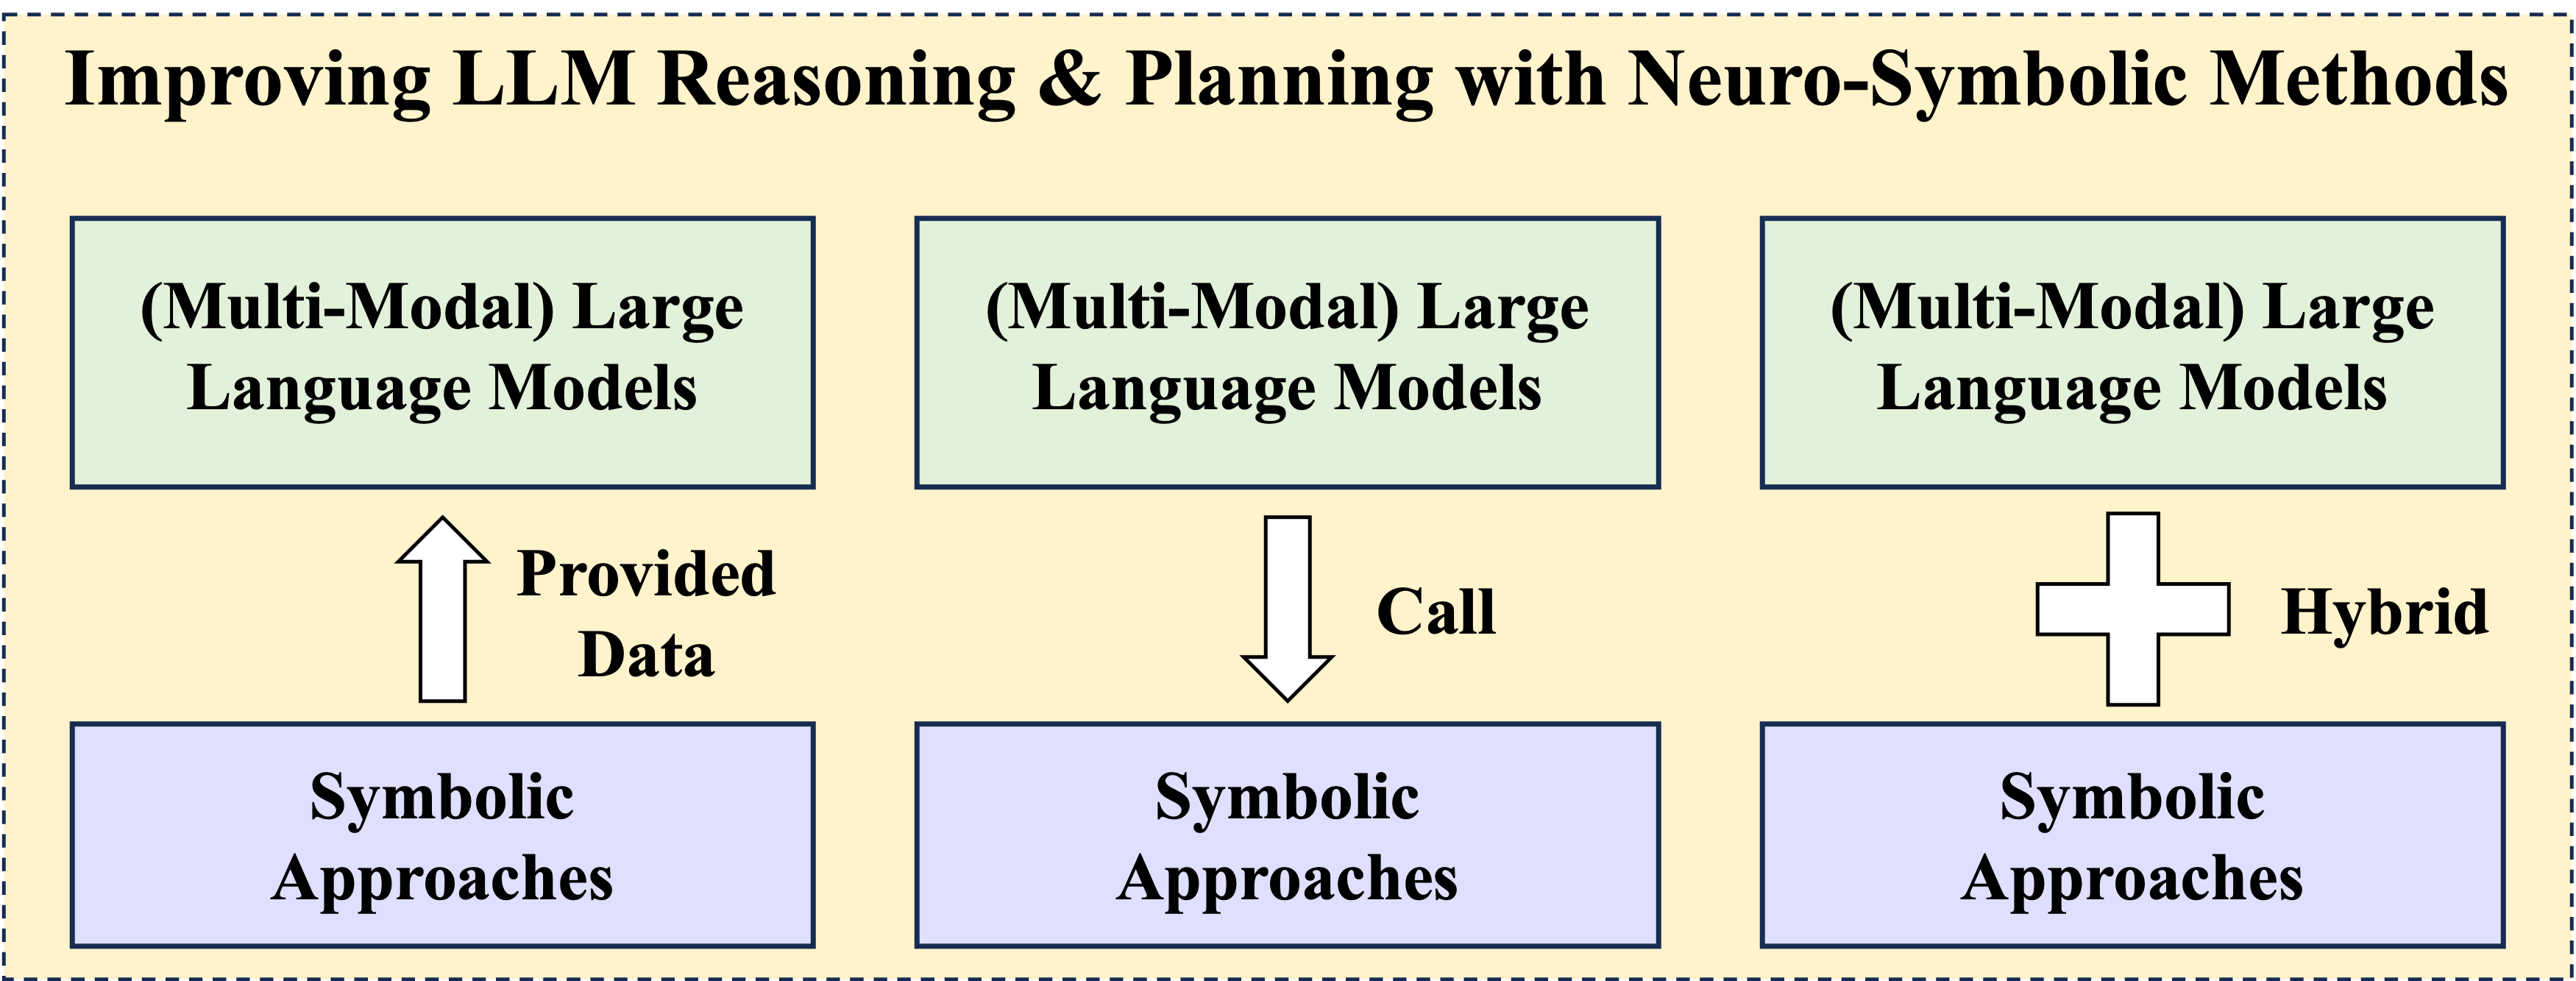 Improving LLM Reasoning & Planning with Neuro-Symbolic Methods
(Multi-Modal) Large
Language Models
Provided
Data
Symbolic
Approaches
(Multi-Modal) Large
Language Models
Call
Symbolic
Approaches
(Multi-Modal) Large
Language Models
Hybrid
Symbolic
Approaches